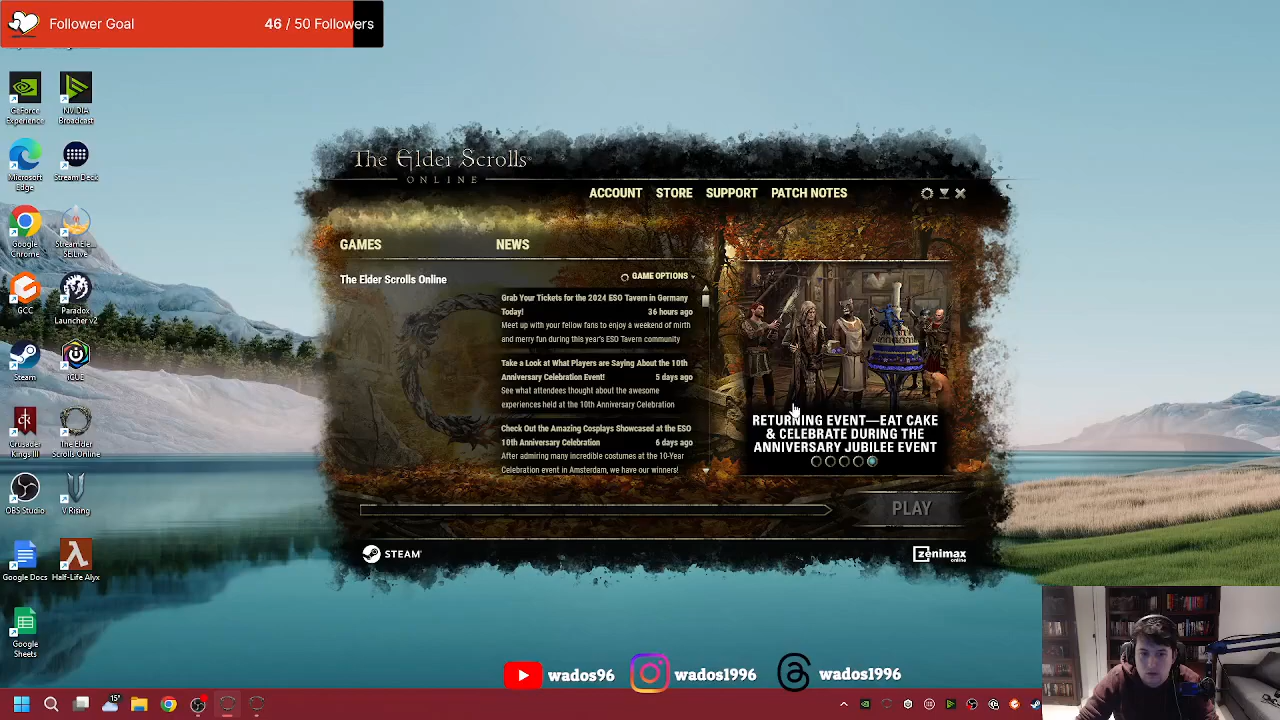 Follower Goal
46 / 50 Followers
GeForce
Experience
NVIDIA
Broadcast
Microsoft
Edge
Stream Deck
Google
Chrome
StreamEle...
SE.Live
GCC
Paradox
Launcher v2
Steam
iCUE
Crusader
Kings III
The Elder
Scrolls Online
OBS Studio
V Rising
Google Docs
Half-Life Alyx
Google
Sheets
The Elder Scrolls
ONLINE
ACCOUNT
STORE
SUPPORT
PATCH NOTES
GAMES
NEWS
The Elder Scrolls Online
GAME OPTIONS
Grab Your Tickets for the 2024 ESO Tavern in Germany
Today! 36 hours ago
Meet up with your fellow fans to enjoy a weekend of mirth
and merry fun during this year's ESO Tavern community
Take a Look at What Players are Saying About the 10th
Anniversary Celebration Event! 5 days ago
See what attendees thought about the awesome
experiences held at the 10th Anniversary Celebration
Check Out the Amazing Cosplays Showcased at the ESO
10th Anniversary Celebration 6 days ago
After admiring many incredible costumes at the 10-Year
Celebration event in Amsterdam, we have our winners!
RETURNING EVENT—EAT CAKE
& CELEBRATE DURING THE
ANNIVERSARY JUBILEE EVENT
PLAY
STEAM
zenimax
online
wados96
wados1996
wados1996
15°